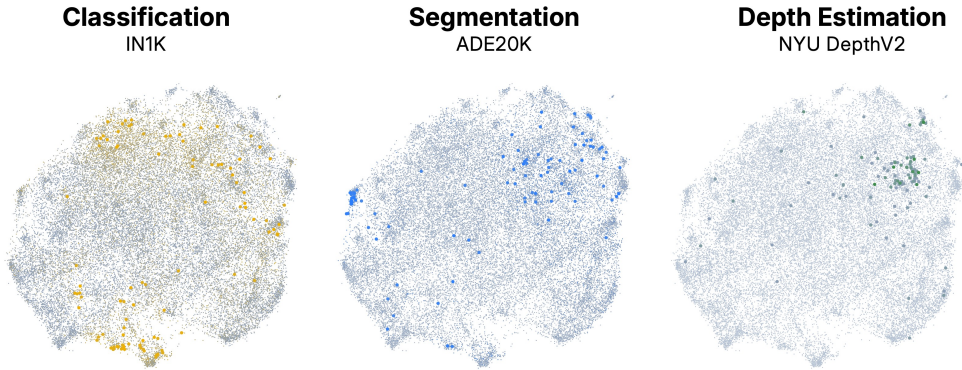 Classification
IN1K
Segmentation
ADE20K
Depth Estimation
NYU DepthV2